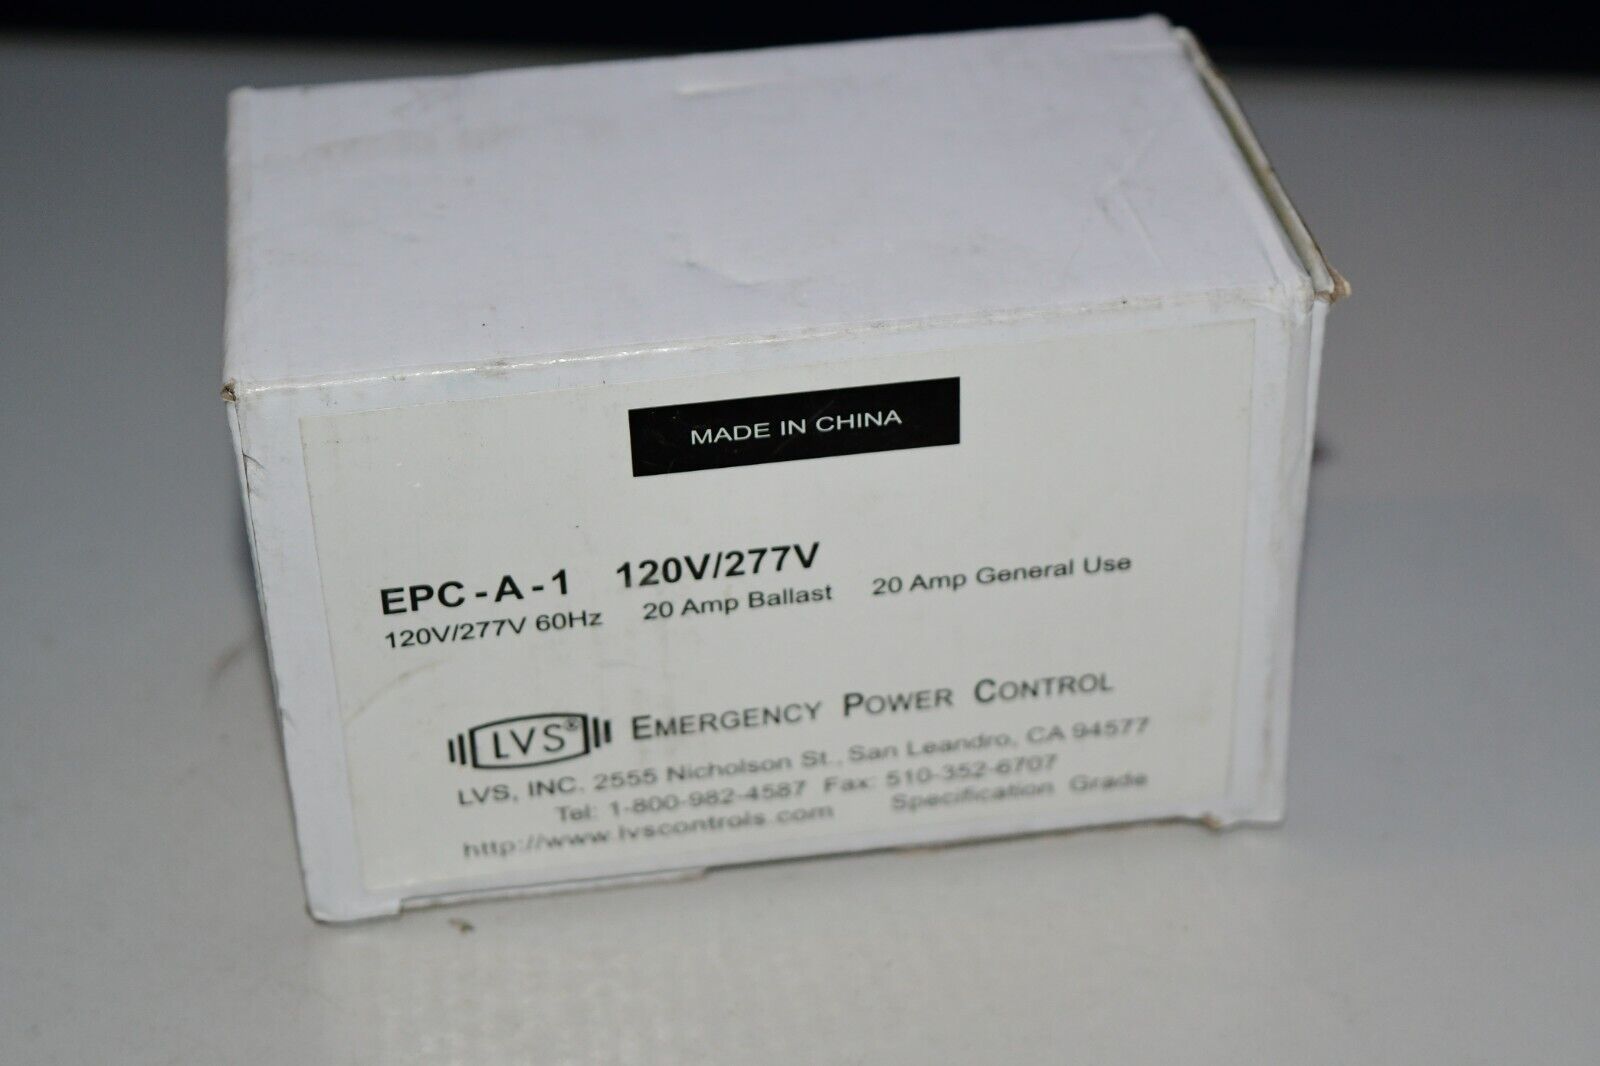 MADE IN CHINA
EPC-A-1 120V/277V
120V/277V 60Hz 20 Amp Ballast 20 Amp General Use
LVS® EMERGENCY POWER CONTROL
LVS, INC. 2555 Nicholson St., San Leandro, CA 94577
Tel: 1-800-982-4587 Fax: 510-352-6707
http://www.lvscontrols.com Specification Grade